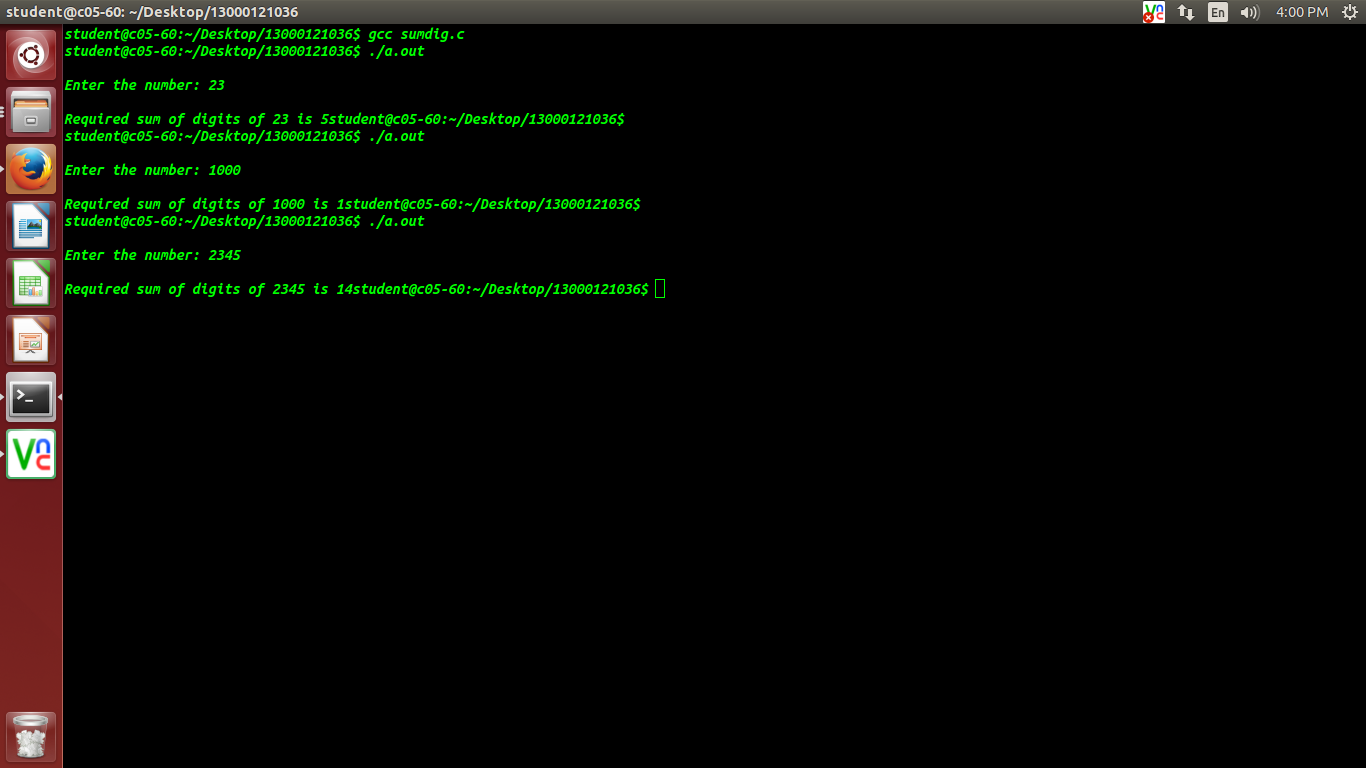 student@c05-60: ~/Desktop/13000121036
En
4:00 PM
student@c05-60:~/Desktop/13000121036$ gcc sumdig.c
student@c05-60:~/Desktop/13000121036$ ./a.out
Enter the number: 23
Required sum of digits of 23 is 5student@c05-60:~/Desktop/13000121036$
student@c05-60:~/Desktop/13000121036$ ./a.out
Enter the number: 1000
Required sum of digits of 1000 is 1student@c05-60:~/Desktop/13000121036$
student@c05-60:~/Desktop/13000121036$ ./a.out
Enter the number: 2345
Required sum of digits of 2345 is 14student@c05-60:~/Desktop/13000121036$